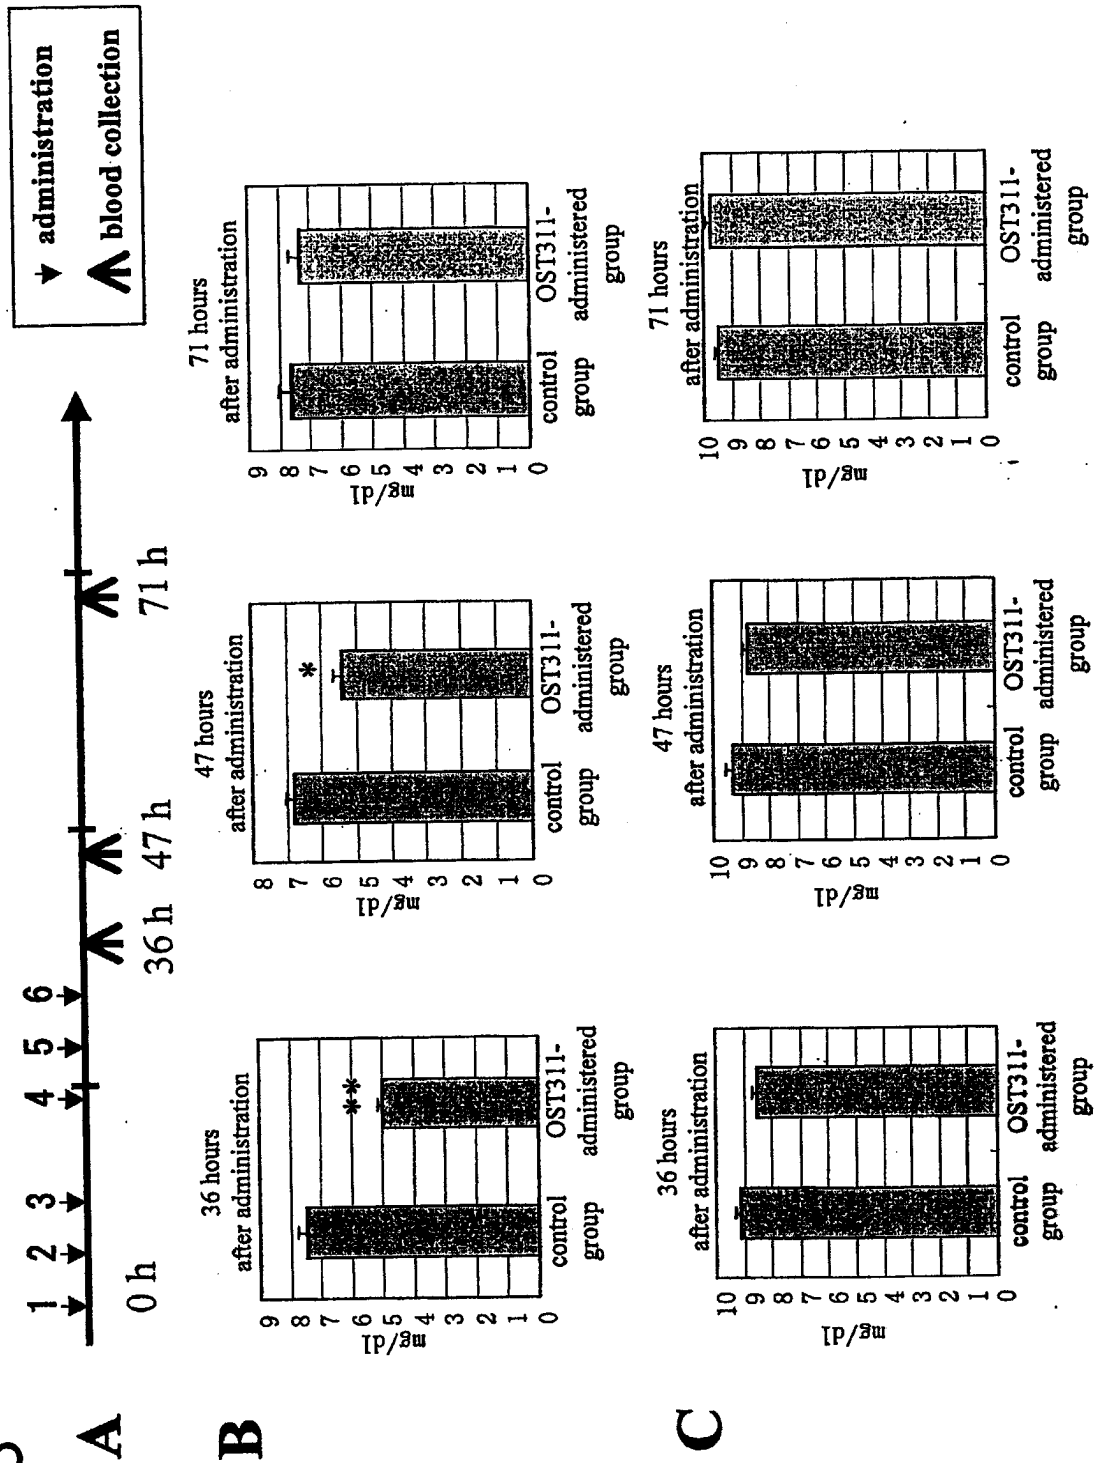 A
administration
blood collection
1 2 3 4 5 6
0 h 36 h 47 h 71 h
B
36 hours
after administration
mg/dl
9
8
7
6
5
4
3
2
1
0
**
control
group
OST311-
administered
group
47 hours
after administration
mg/dl
8
7
6
5
4
3
2
1
0
*
control
group
OST311-
administered
group
71 hours
after administration
mg/dl
9
8
7
6
5
4
3
2
1
0
control
group
OST311-
administered
group
C
36 hours
after administration
mg/dl
10
9
8
7
6
5
4
3
2
1
0
control
group
OST311-
administered
group
47 hours
after administration
mg/dl
10
9
8
7
6
5
4
3
2
1
0
control
group
OST311-
administered
group
71 hours
after administration
mg/dl
10
9
8
7
6
5
4
3
2
1
0
control
group
OST311-
administered
group